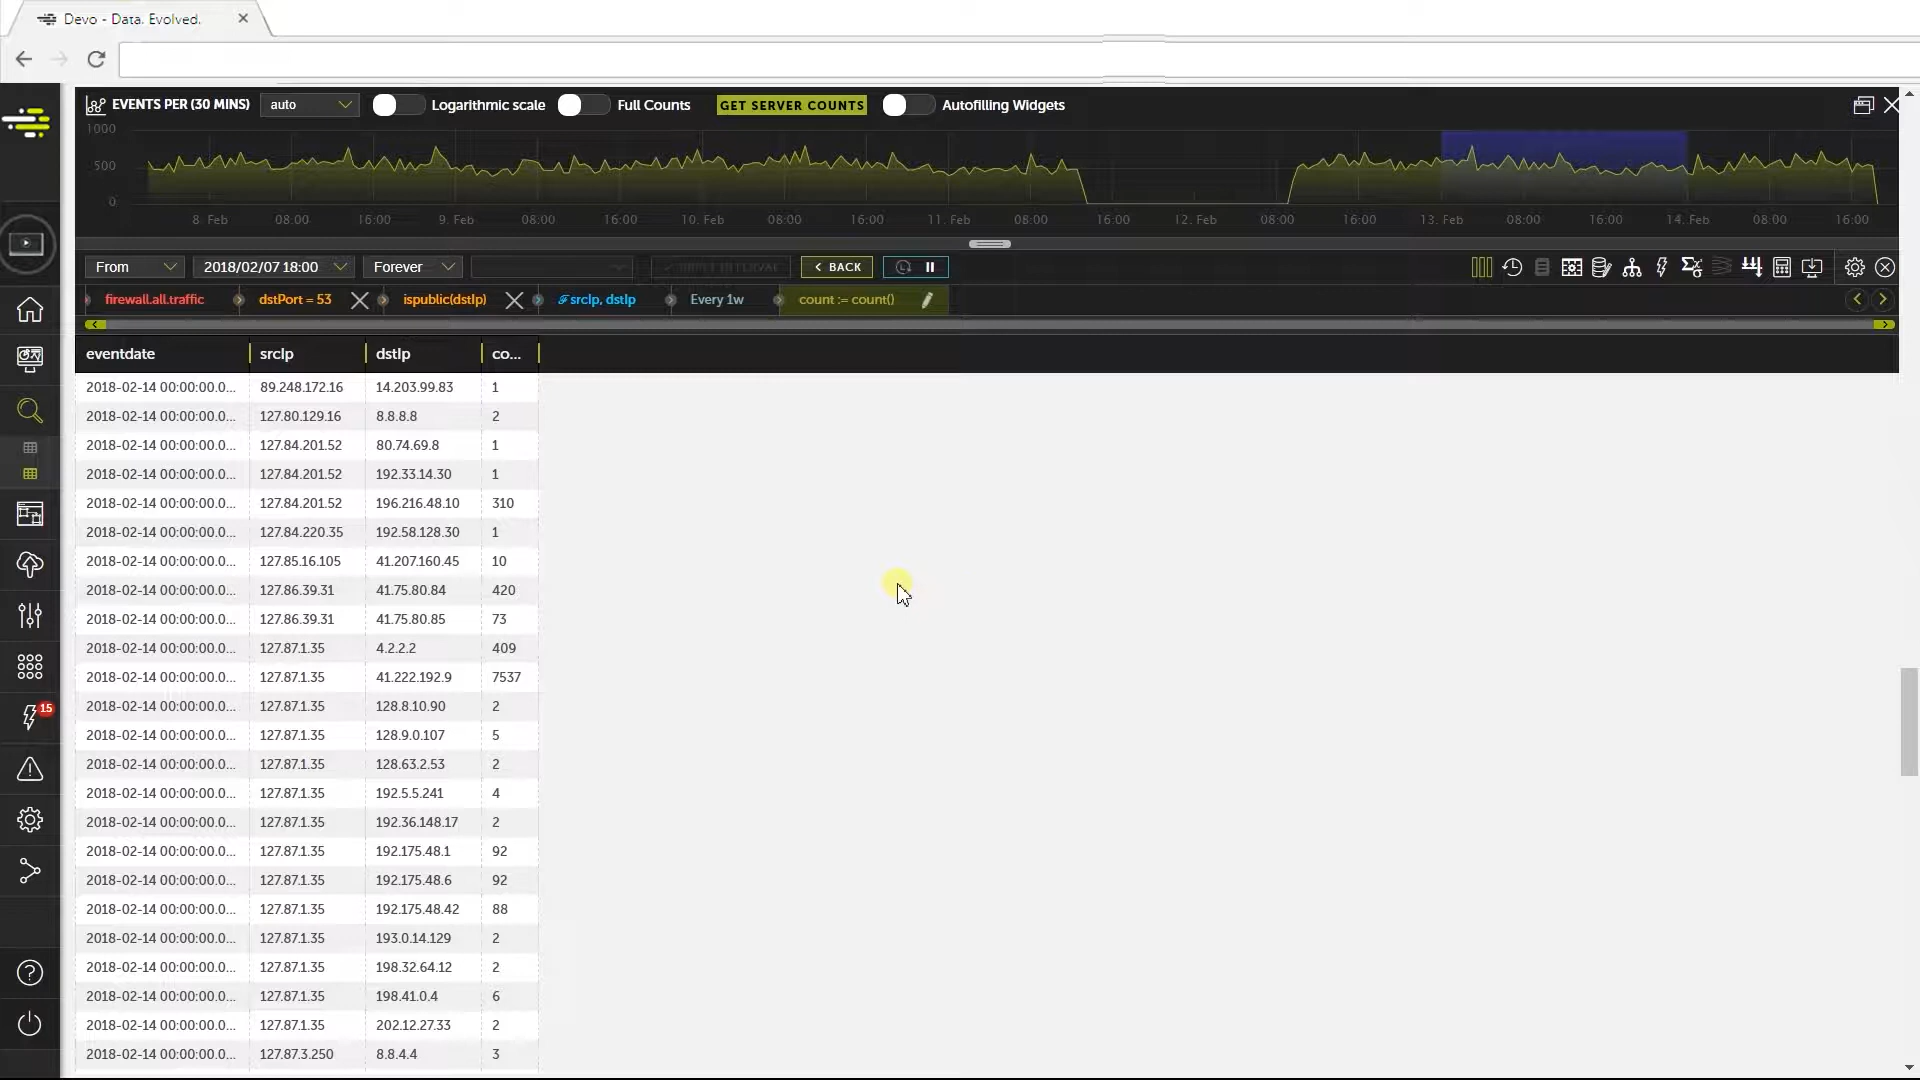 Devo - Data. Evolved.
EVENTS PER (30 MINS) auto Logarithmic scale Full Counts GET SERVER COUNTS Autofilling Widgets
1000
500
0
8. Feb 08:00 16:00 9. Feb 08:00 16:00 10. Feb 08:00 16:00 11. Feb 08:00 16:00 12. Feb 08:00 16:00 13. Feb 08:00 16:00 14. Feb 08:00 16:00
From 2018/02/07 18:00 Forever < BACK
firewall.all.traffic dstPort = 53 ispublic(dstIp) srcIp, dstIp Every 1w count := count()
eventdate srcIp dstIp co...
2018-02-14 00:00:00.0... 89.248.172.16 14.203.99.83 1
2018-02-14 00:00:00.0... 127.80.129.16 8.8.8.8 2
2018-02-14 00:00:00.0... 127.84.201.52 80.74.69.8 1
2018-02-14 00:00:00.0... 127.84.201.52 192.33.14.30 1
2018-02-14 00:00:00.0... 127.84.201.52 196.216.48.10 310
2018-02-14 00:00:00.0... 127.84.220.35 192.58.128.30 1
2018-02-14 00:00:00.0... 127.85.16.105 41.207.160.45 10
2018-02-14 00:00:00.0... 127.86.39.31 41.75.80.84 420
2018-02-14 00:00:00.0... 127.86.39.31 41.75.80.85 73
2018-02-14 00:00:00.0... 127.87.1.35 4.2.2.2 409
2018-02-14 00:00:00.0... 127.87.1.35 41.222.192.9 7537
15
2018-02-14 00:00:00.0... 127.87.1.35 128.8.10.90 2
2018-02-14 00:00:00.0... 127.87.1.35 128.9.0.107 5
2018-02-14 00:00:00.0... 127.87.1.35 128.63.2.53 2
2018-02-14 00:00:00.0... 127.87.1.35 192.5.5.241 4
2018-02-14 00:00:00.0... 127.87.1.35 192.36.148.17 2
2018-02-14 00:00:00.0... 127.87.1.35 192.175.48.1 92
2018-02-14 00:00:00.0... 127.87.1.35 192.175.48.6 92
2018-02-14 00:00:00.0... 127.87.1.35 192.175.48.42 88
2018-02-14 00:00:00.0... 127.87.1.35 193.0.14.129 2
2018-02-14 00:00:00.0... 127.87.1.35 198.32.64.12 2
2018-02-14 00:00:00.0... 127.87.1.35 198.41.0.4 6
2018-02-14 00:00:00.0... 127.87.1.35 202.12.27.33 2
2018-02-14 00:00:00.0... 127.87.3.250 8.8.4.4 3